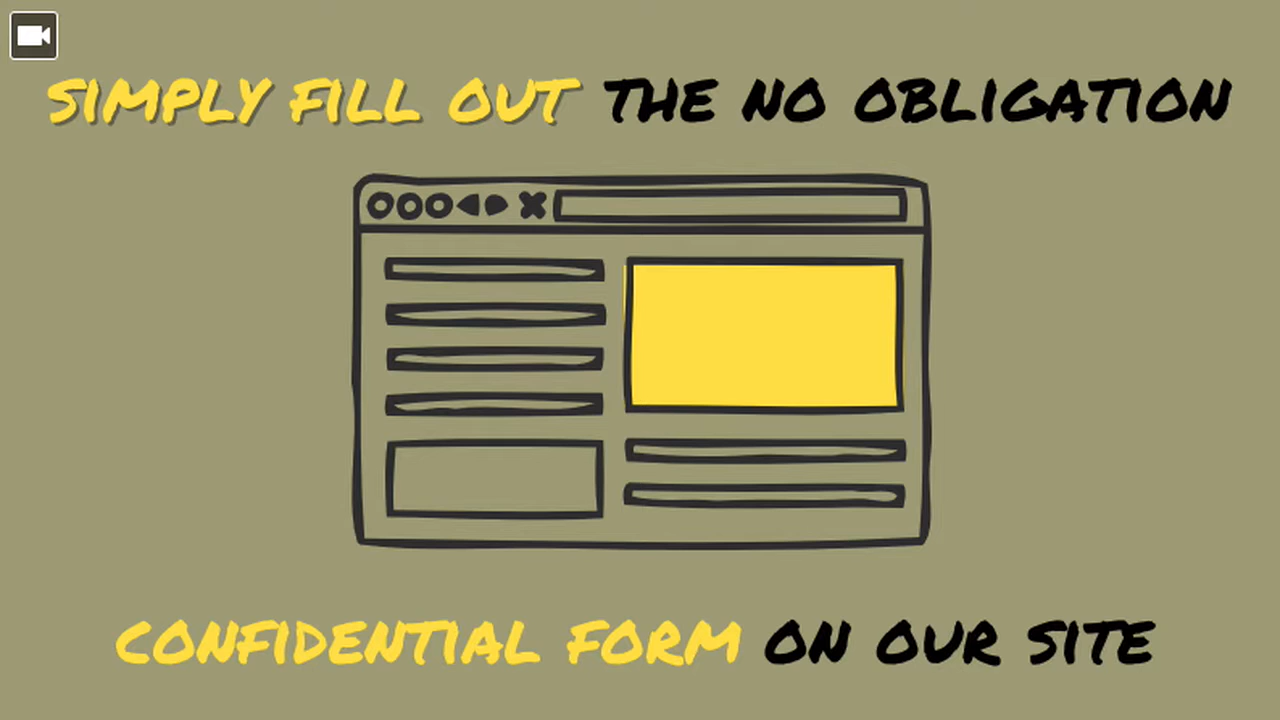 SIMPLY FILL OUT THE NO OBLIGATION
CONFIDENTIAL FORM ON OUR SITE